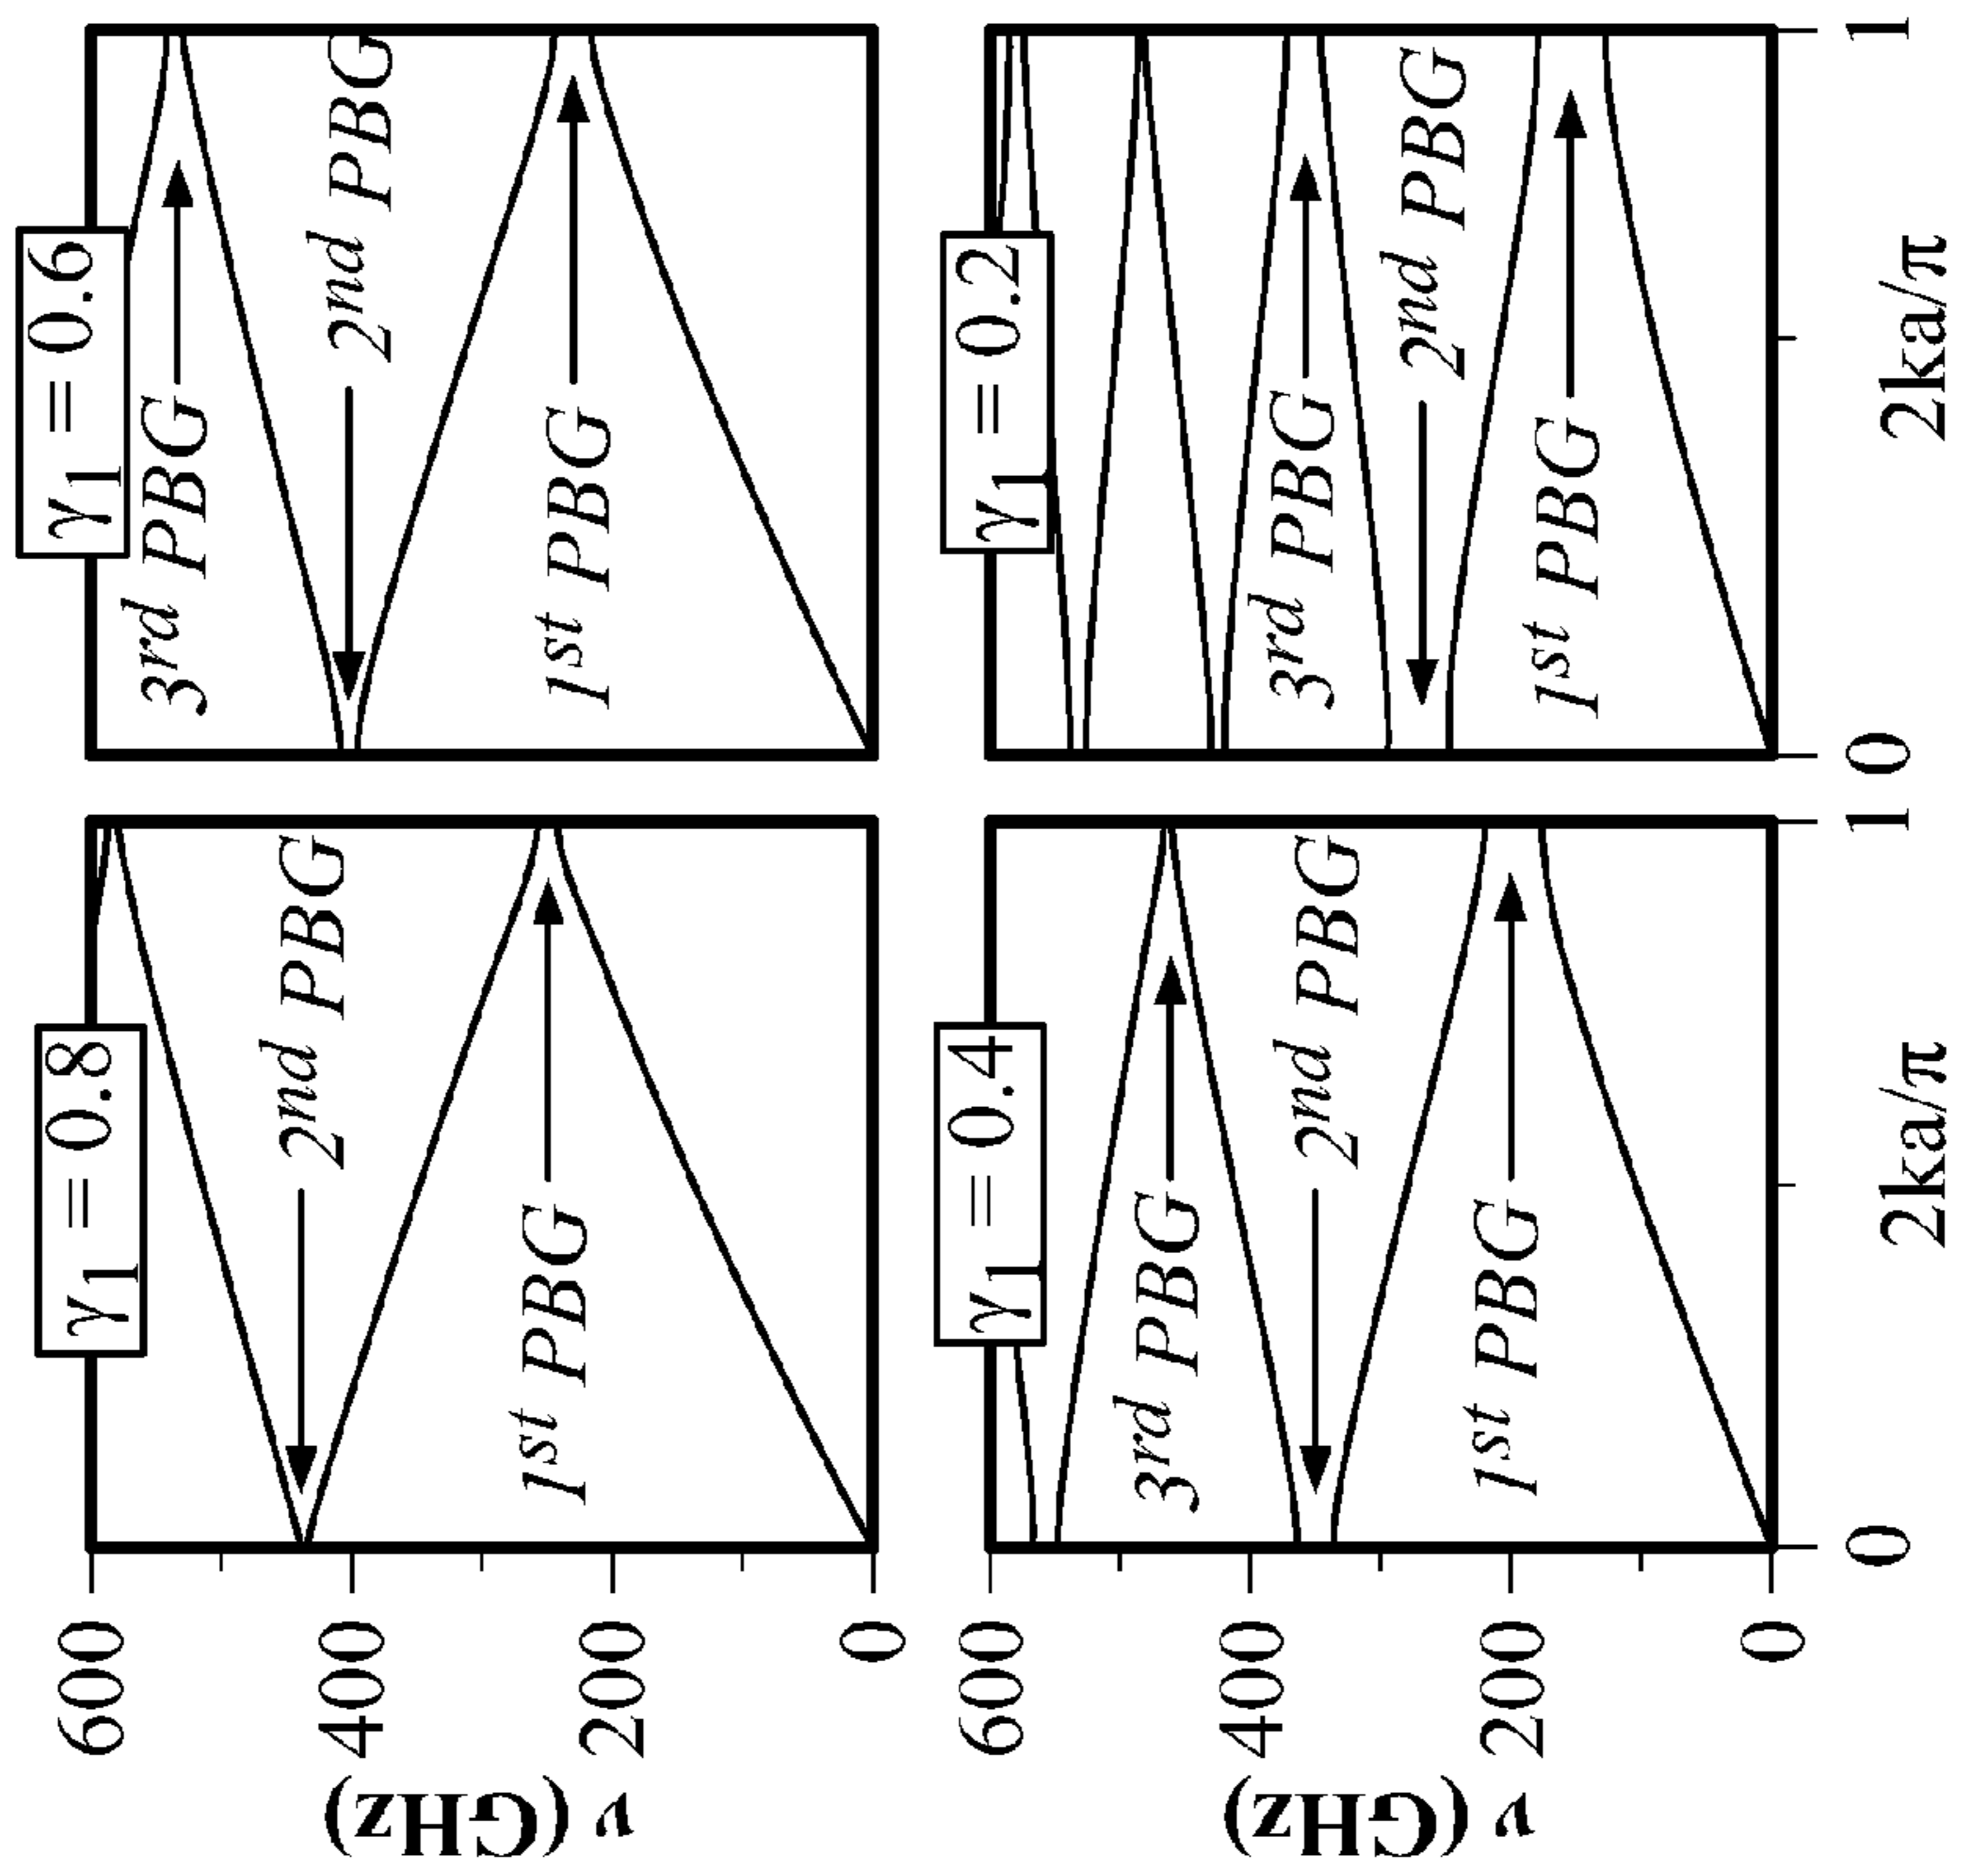 γ1 = 0.8
2nd PBG
1st PBG
600
400
200
0
ν (GHz)
γ1 = 0.6
3rd PBG
2nd PBG
1st PBG
γ1 = 0.4
3rd PBG
2nd PBG
1st PBG
600
400
200
0
ν (GHz)
0
1
2ka/π
γ1 = 0.2
3rd PBG
2nd PBG
1st PBG
0
1
2ka/π